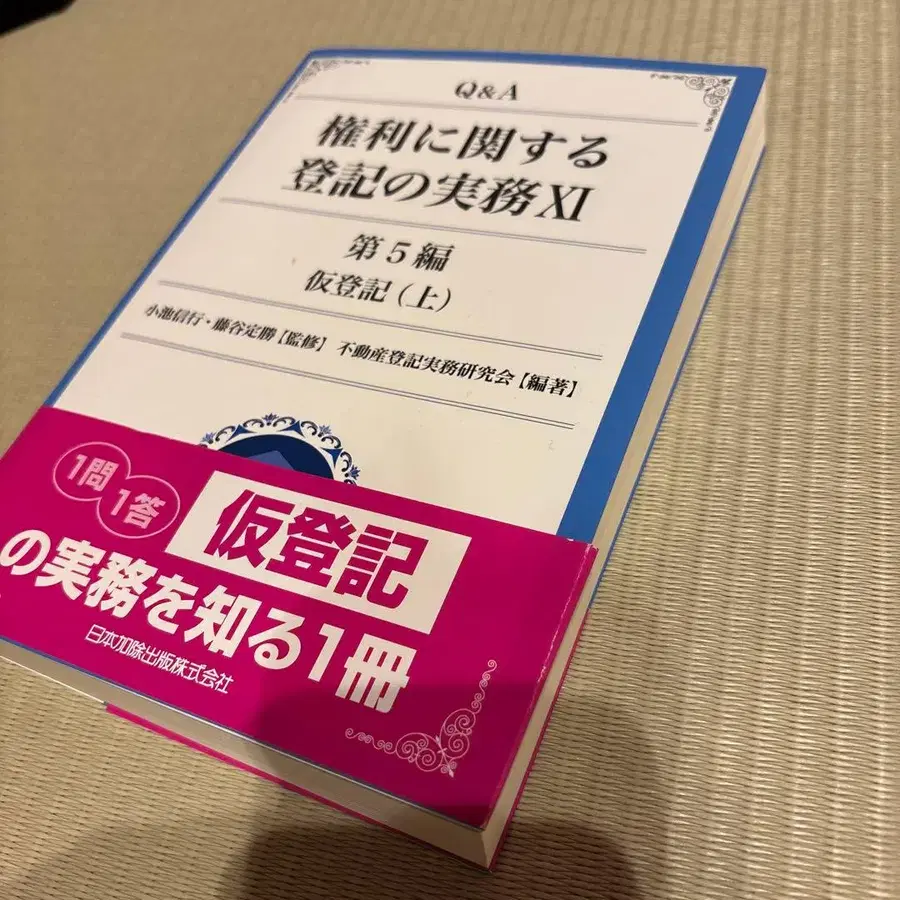 Q&A
権利に関する
登記の実務XI
第5編
仮登記(上)
小池信行・藤谷定勝【監修】 不動産登記実務研究会【編著】
1問
1答
仮登記
の実務を知る1冊
日本加除出版株式会社